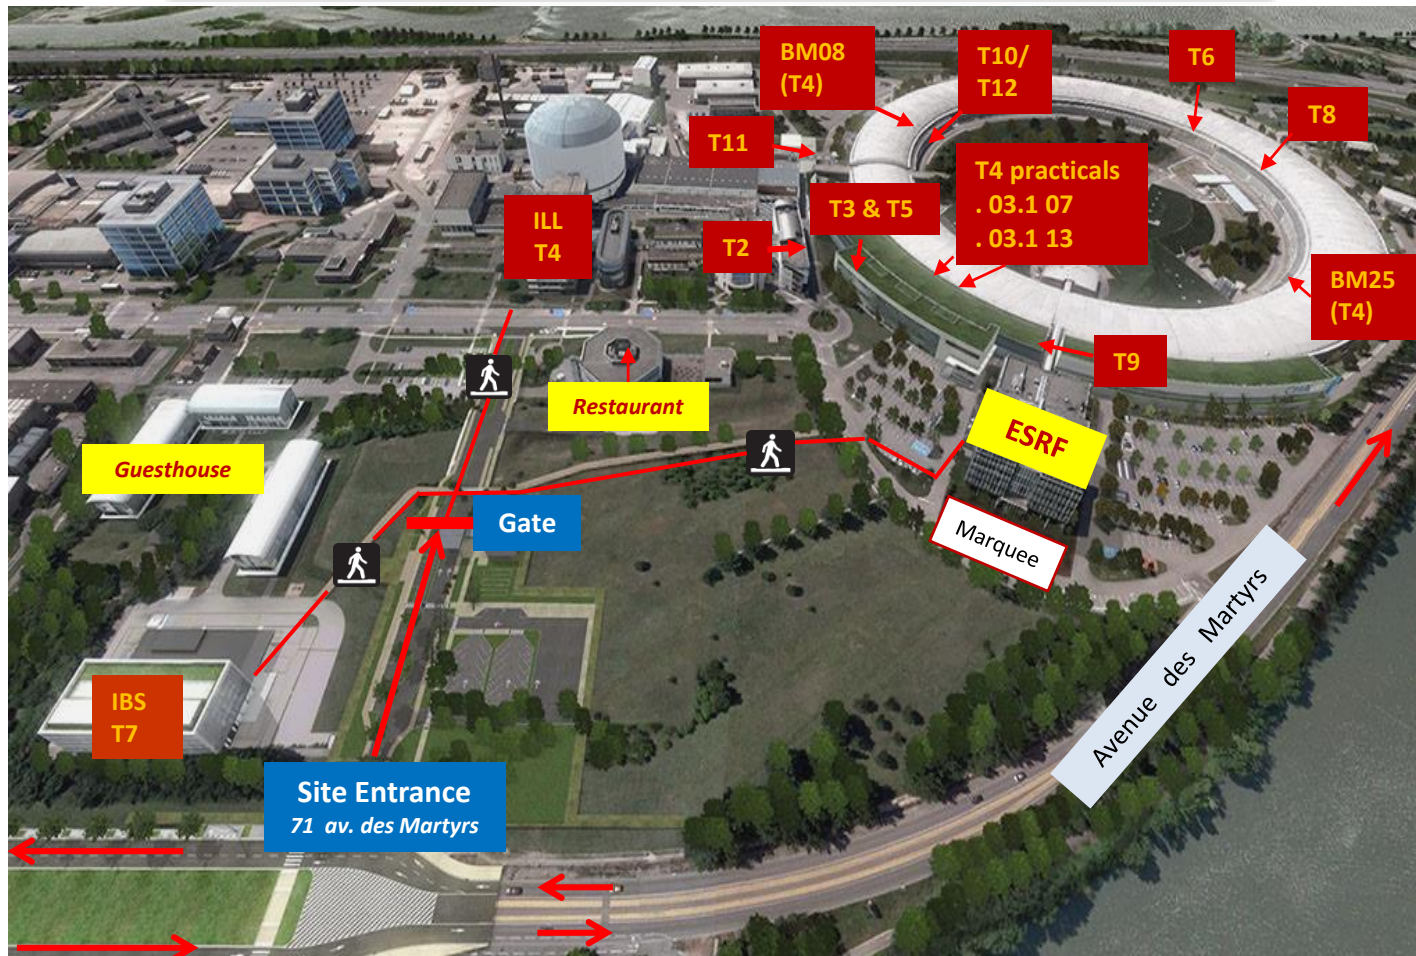 BM08
(T4)
T10/
T12
T6
T8
T11
T4 practicals
. 03.1 07
. 03.1 13
T3 & T5
ILL
T4
T2
BM25
(T4)
T9
Restaurant
ESRF
Guesthouse
Gate
Marquee
Avenue des Martyrs
IBS
T7
Site Entrance
71 av. des Martyrs